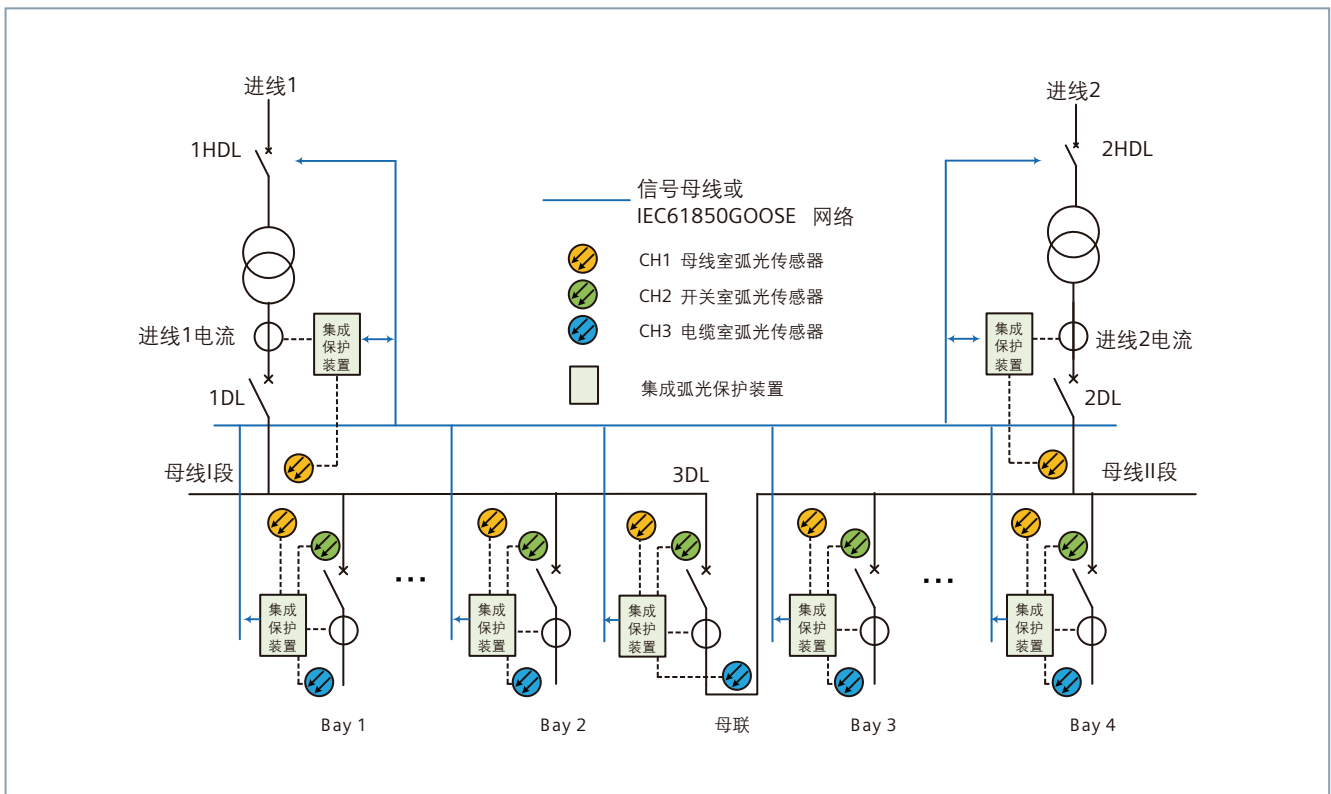 进线1
进线2
1HDL
2HDL
信号母线或
IEC61850GOOSE 网络
CH1 母线室弧光传感器
CH2 开关室弧光传感器
CH3 电缆室弧光传感器
集成弧光保护装置
进线1电流
集成
保护
装置
集成
保护
装置
进线2电流
1DL
2DL
母线I段
3DL
母线II段
...
...
集成
保护
装置
集成
保护
装置
集成
保护
装置
集成
保护
装置
集成
保护
装置
Bay 1
Bay 2
母联
Bay 3
Bay 4